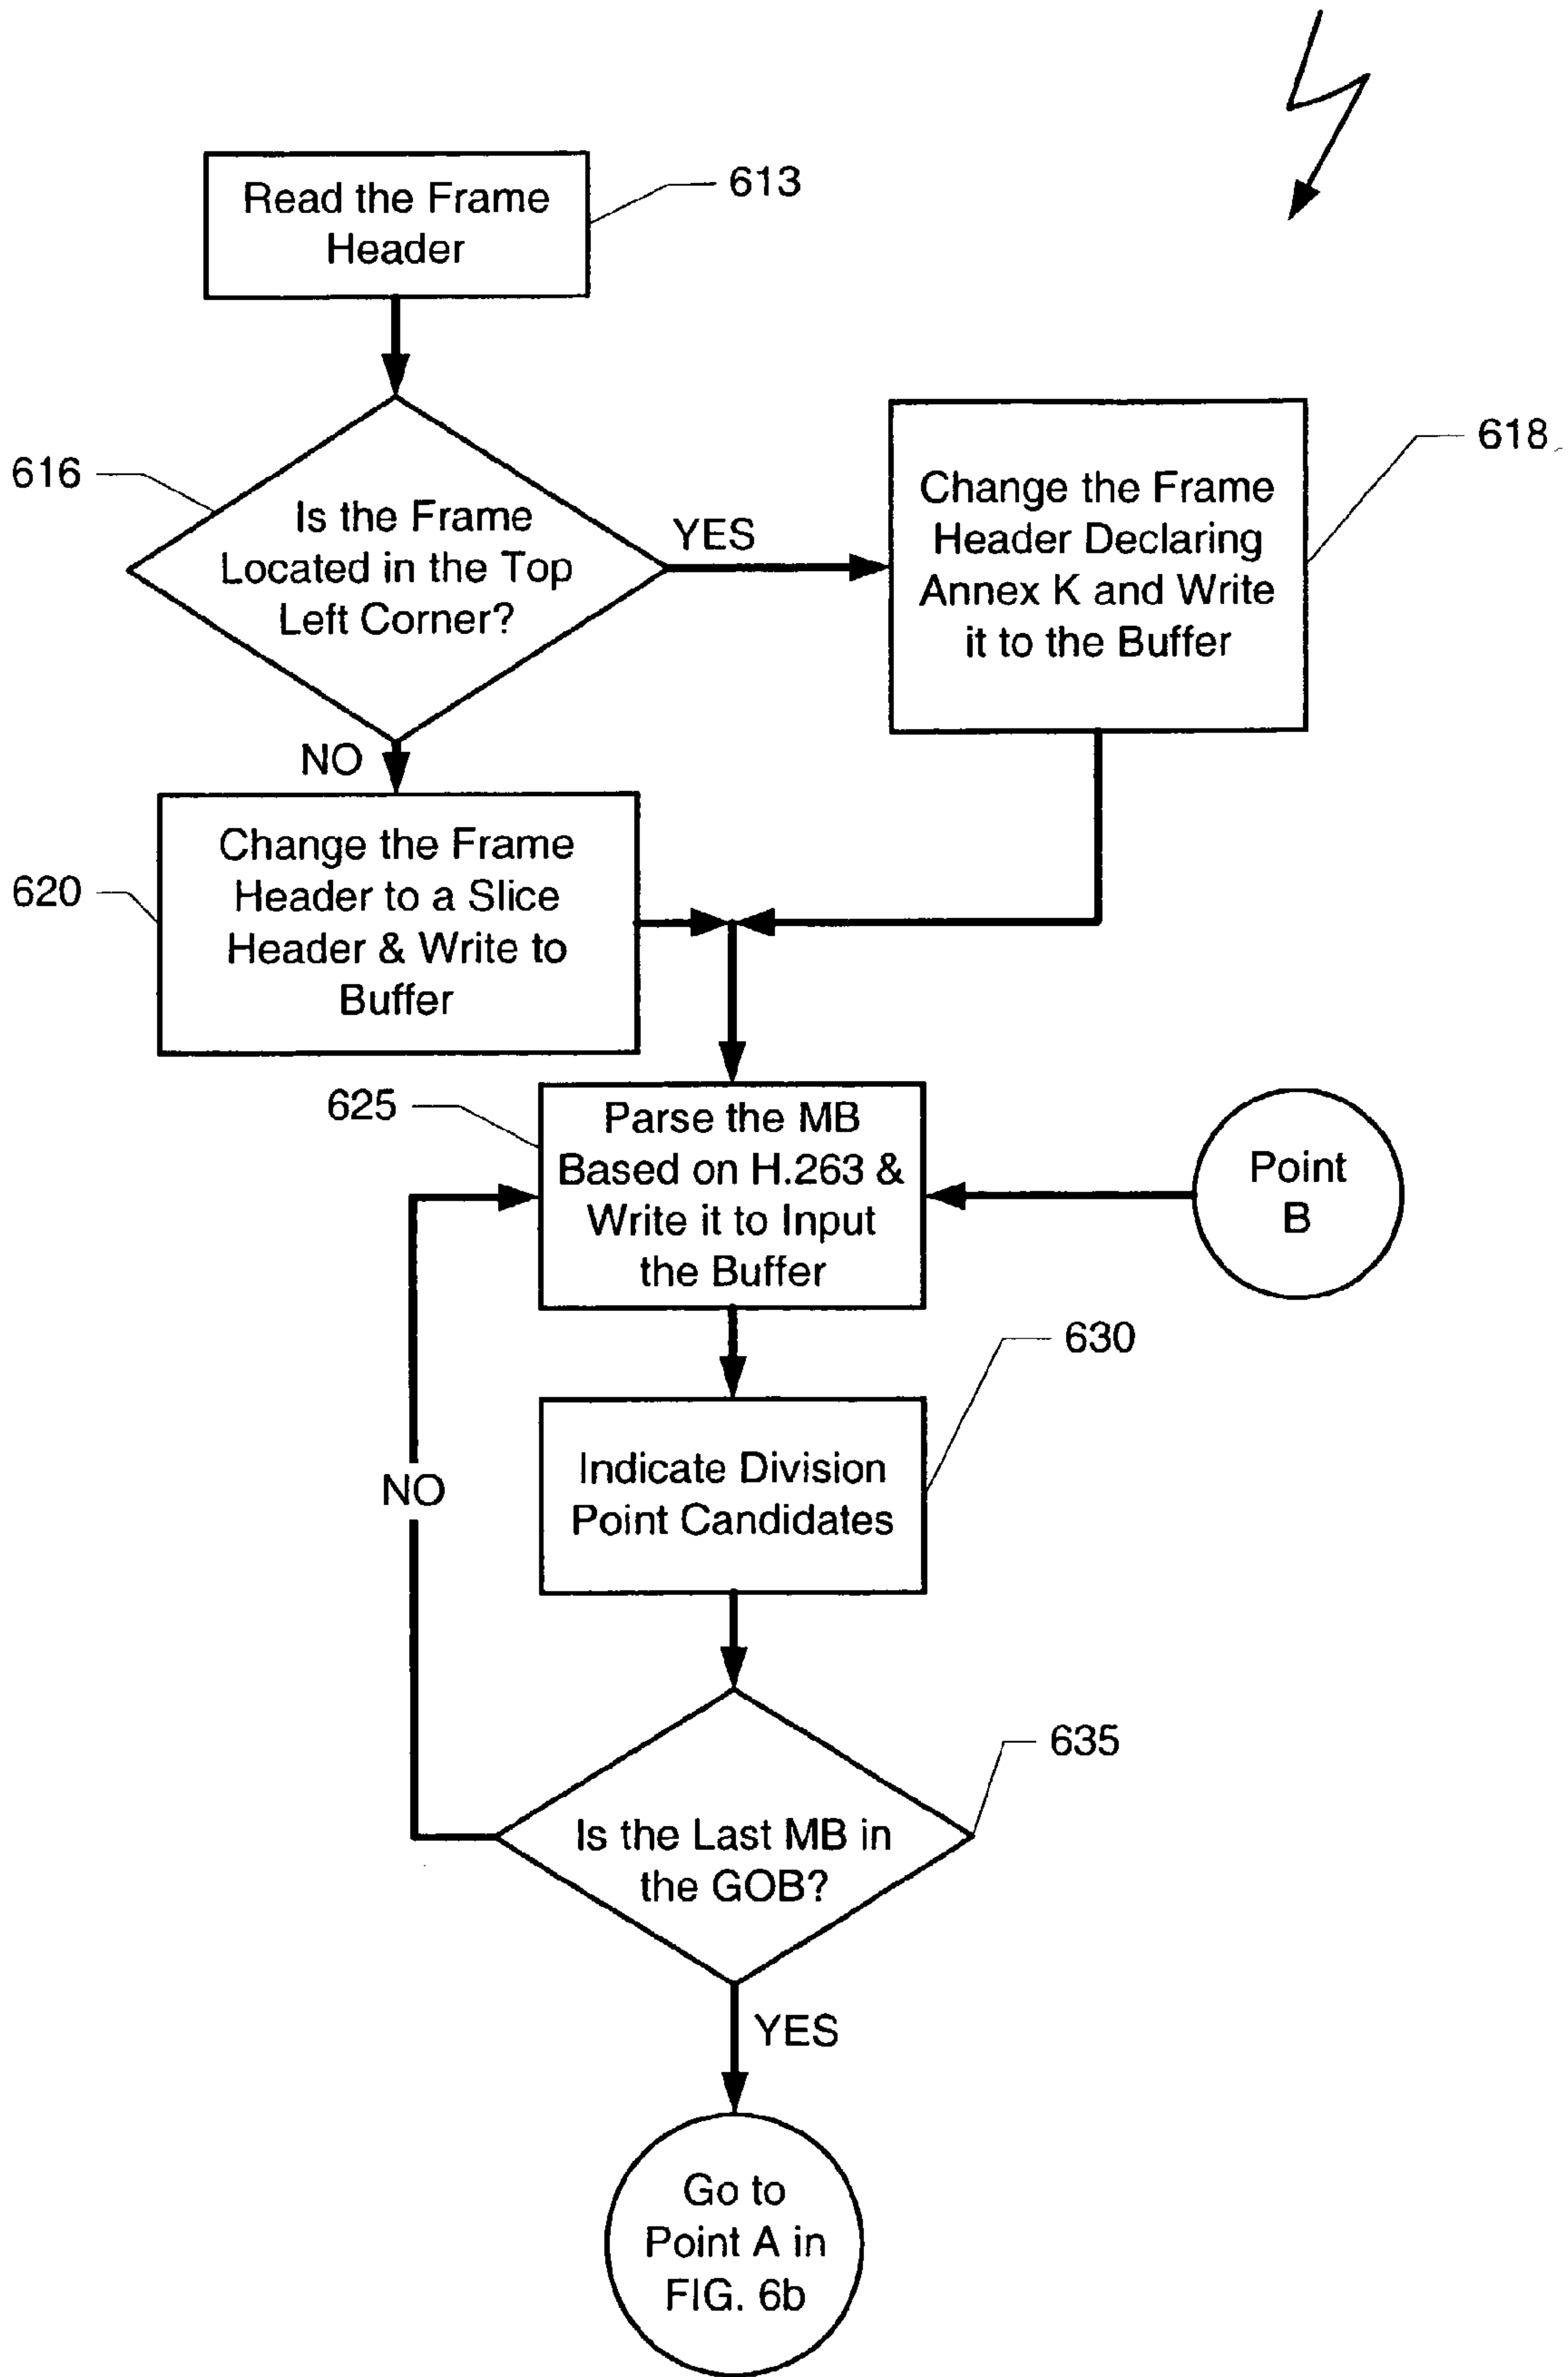 Read the Frame
Header
613
616
Is the Frame
Located in the Top
Left Corner?
YES
Change the Frame
Header Declaring
Annex K and Write
it to the Buffer
618
NO
620
Change the Frame
Header to a Slice
Header & Write to
Buffer
625
Parse the MB
Based on H.263 &
Write it to Input
the Buffer
Point
B
630
Indicate Division
Point Candidates
NO
635
Is the Last MB in
the GOB?
YES
Go to
Point A in
FIG. 6b